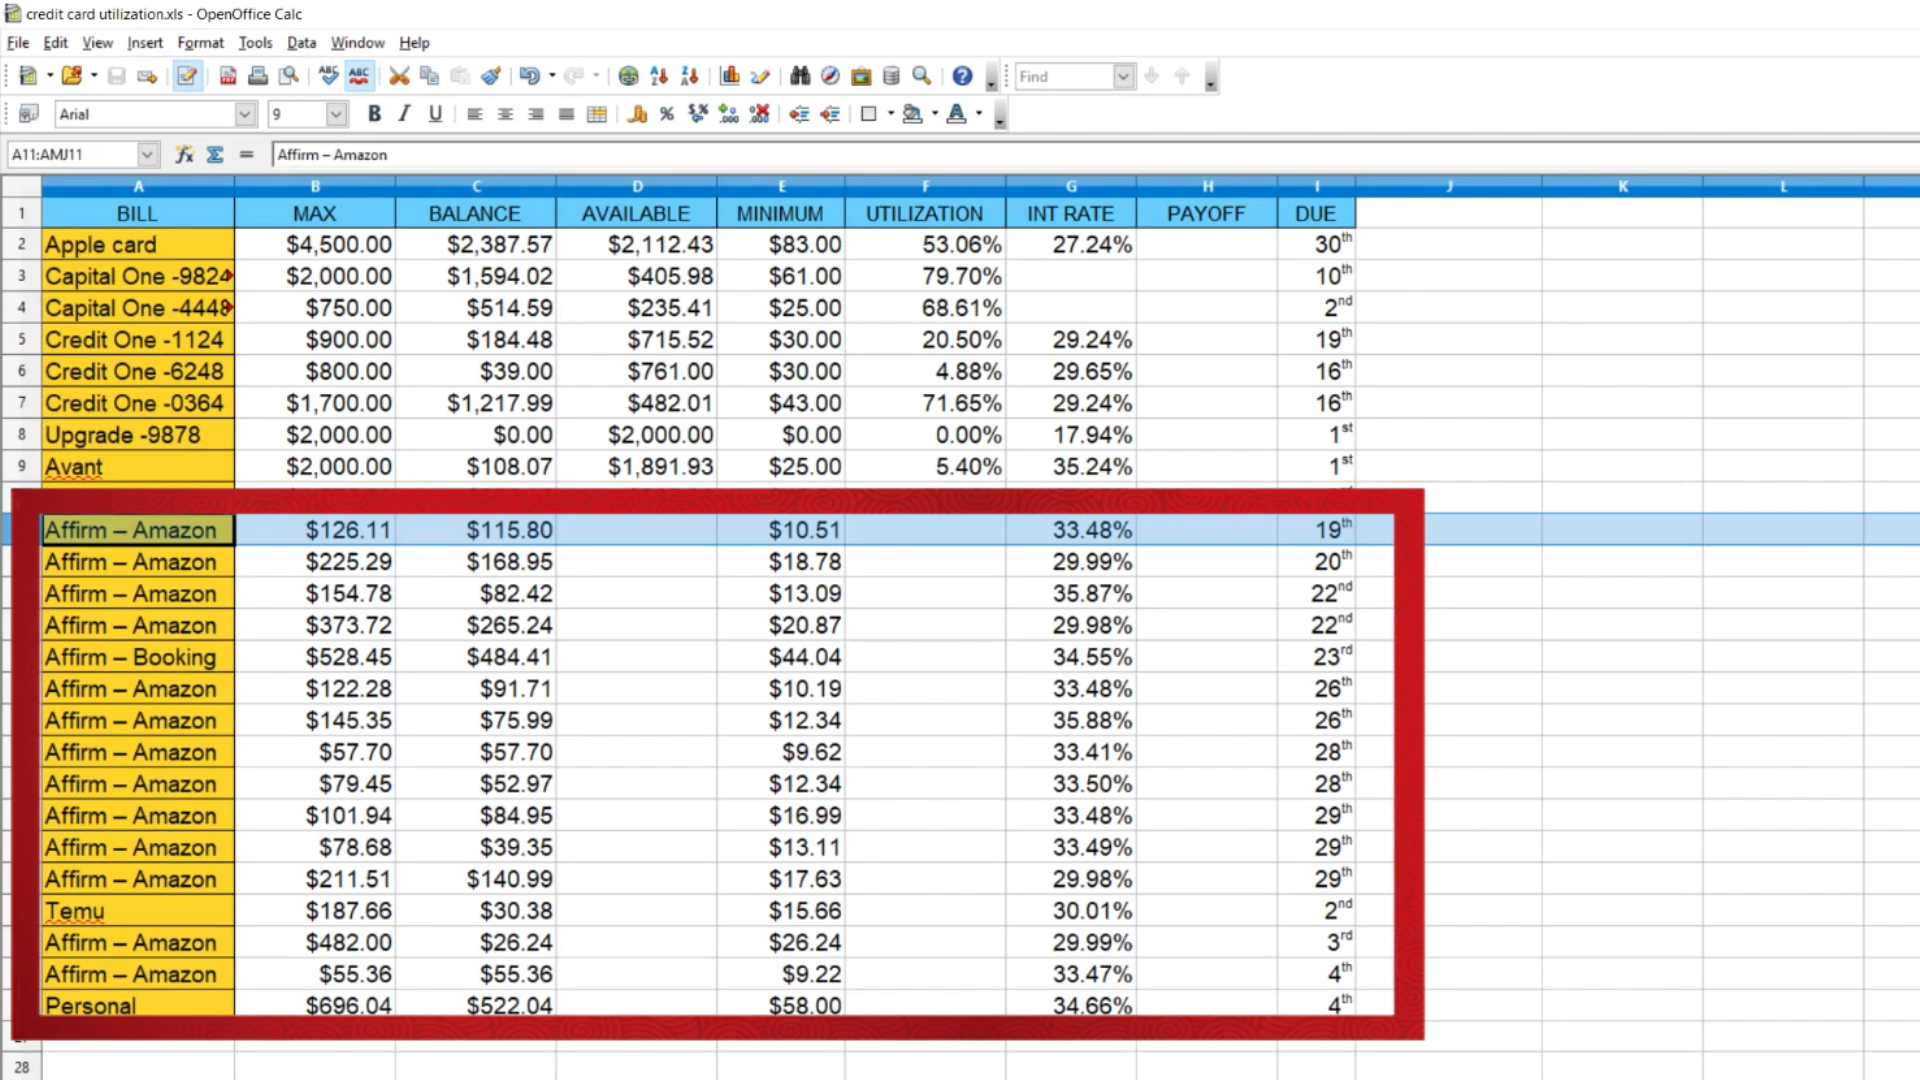 credit card utilization.xls - OpenOffice Calc
File Edit View Insert Format Tools Data Window Help
Find
Arial 9 B I U
A11:AMJ11 Affirm – Amazon
A B C D E F G H I J K L
1 BILL MAX BALANCE AVAILABLE MINIMUM UTILIZATION INT RATE PAYOFF DUE
2 Apple card $4,500.00 $2,387.57 $2,112.43 $83.00 53.06% 27.24% 30th
3 Capital One -9824 $2,000.00 $1,594.02 $405.98 $61.00 79.70% 10th
4 Capital One -4448 $750.00 $514.59 $235.41 $25.00 68.61% 2nd
5 Credit One -1124 $900.00 $184.48 $715.52 $30.00 20.50% 29.24% 19th
6 Credit One -6248 $800.00 $39.00 $761.00 $30.00 4.88% 29.65% 16th
7 Credit One -0364 $1,700.00 $1,217.99 $482.01 $43.00 71.65% 29.24% 16th
8 Upgrade -9878 $2,000.00 $0.00 $2,000.00 $0.00 0.00% 17.94% 1st
9 Avant $2,000.00 $108.07 $1,891.93 $25.00 5.40% 35.24% 1st
Affirm – Amazon $126.11 $115.80 $10.51 33.48% 19th
Affirm – Amazon $225.29 $168.95 $18.78 29.99% 20th
Affirm – Amazon $154.78 $82.42 $13.09 35.87% 22nd
Affirm – Amazon $373.72 $265.24 $20.87 29.98% 22nd
Affirm – Booking $528.45 $484.41 $44.04 34.55% 23rd
Affirm – Amazon $122.28 $91.71 $10.19 33.48% 26th
Affirm – Amazon $145.35 $75.99 $12.34 35.88% 26th
Affirm – Amazon $57.70 $57.70 $9.62 33.41% 28th
Affirm – Amazon $79.45 $52.97 $12.34 33.50% 28th
Affirm – Amazon $101.94 $84.95 $16.99 33.48% 29th
Affirm – Amazon $78.68 $39.35 $13.11 33.49% 29th
Affirm – Amazon $211.51 $140.99 $17.63 29.98% 29th
Temu $187.66 $30.38 $15.66 30.01% 2nd
Affirm – Amazon $482.00 $26.24 $26.24 29.99% 3rd
Affirm – Amazon $55.36 $55.36 $9.22 33.47% 4th
Personal $696.04 $522.04 $58.00 34.66% 4th
28